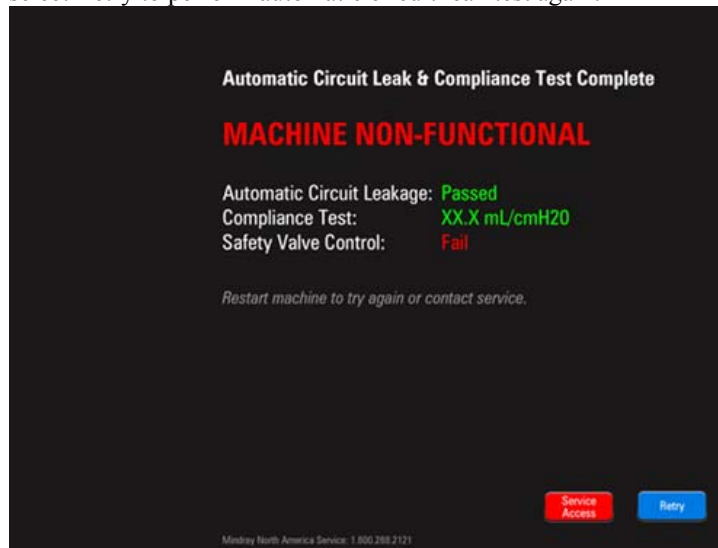 Automatic Circuit Leak & Compliance Test Complete
MACHINE NON-FUNCTIONAL
Automatic Circuit Leakage: Passed
Compliance Test: XX.X mL/cmH20
Safety Valve Control: Fail
Restart machine to try again or contact service.
Service
Access
Retry
Mindray North America Service: 1.800.288.2121